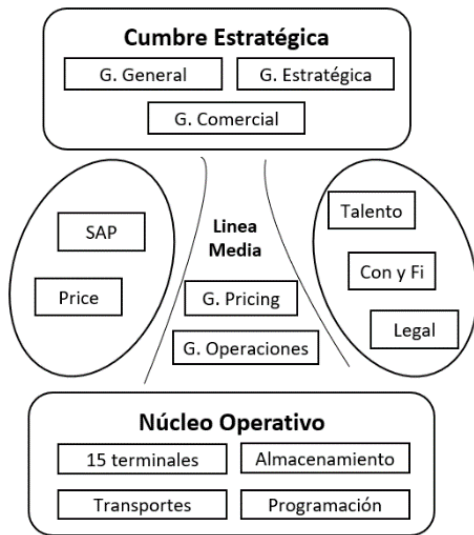 Cumbre Estratégica
G. General
G. Estratégica
G. Comercial
SAP
Price
Linea
Media
G. Pricing
G. Operaciones
Talento
Con y Fi
Legal
Núcleo Operativo
15 terminales
Almacenamiento
Transportes
Programación